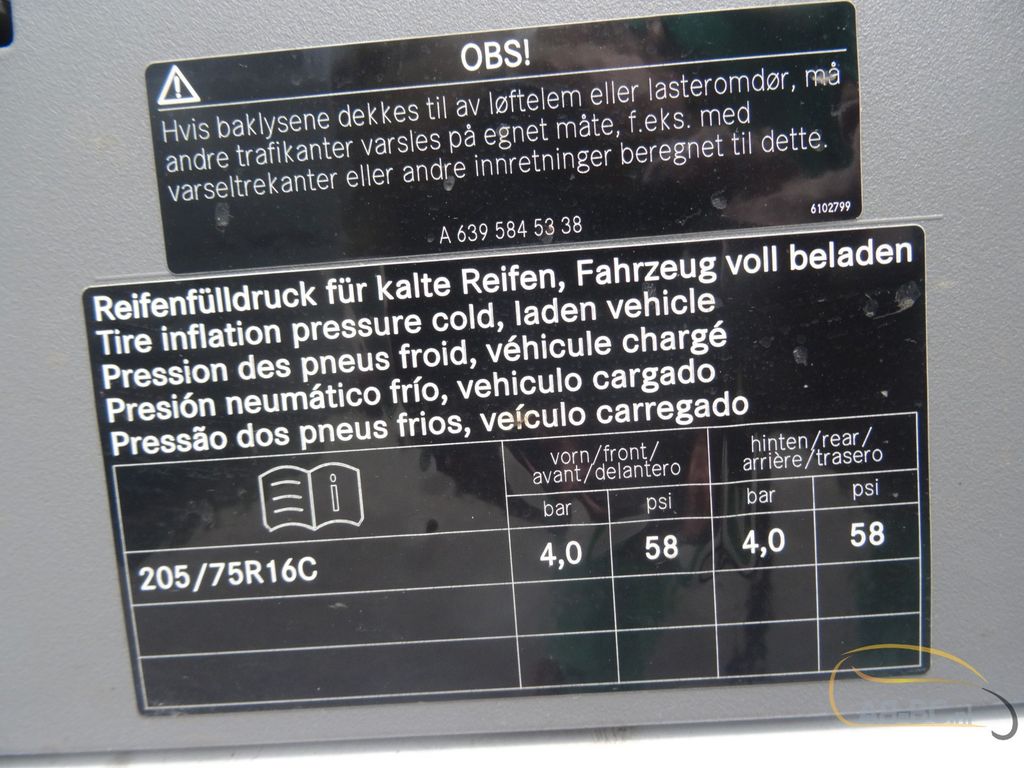 OBS!
Hvis baklysene dekkes til av løftelem eller lasteromdør, må
andre trafikanter varsles på egnet måte, f.eks. med
varseltrekanter eller andre innretninger beregnet til dette.
6102799
A 639 584 53 38
Reifenfülldruck für kalte Reifen, Fahrzeug voll beladen
Tire inflation pressure cold, laden vehicle
Pression des pneus froid, véhicule chargé
Presión neumático frío, vehiculo cargado
Pressão dos pneus frios, veículo carregado
vorn/front/
avant/delantero
hinten/rear/
arrière/trasero
bar psi bar psi
205/75R16C 4,0 58 4,0 58